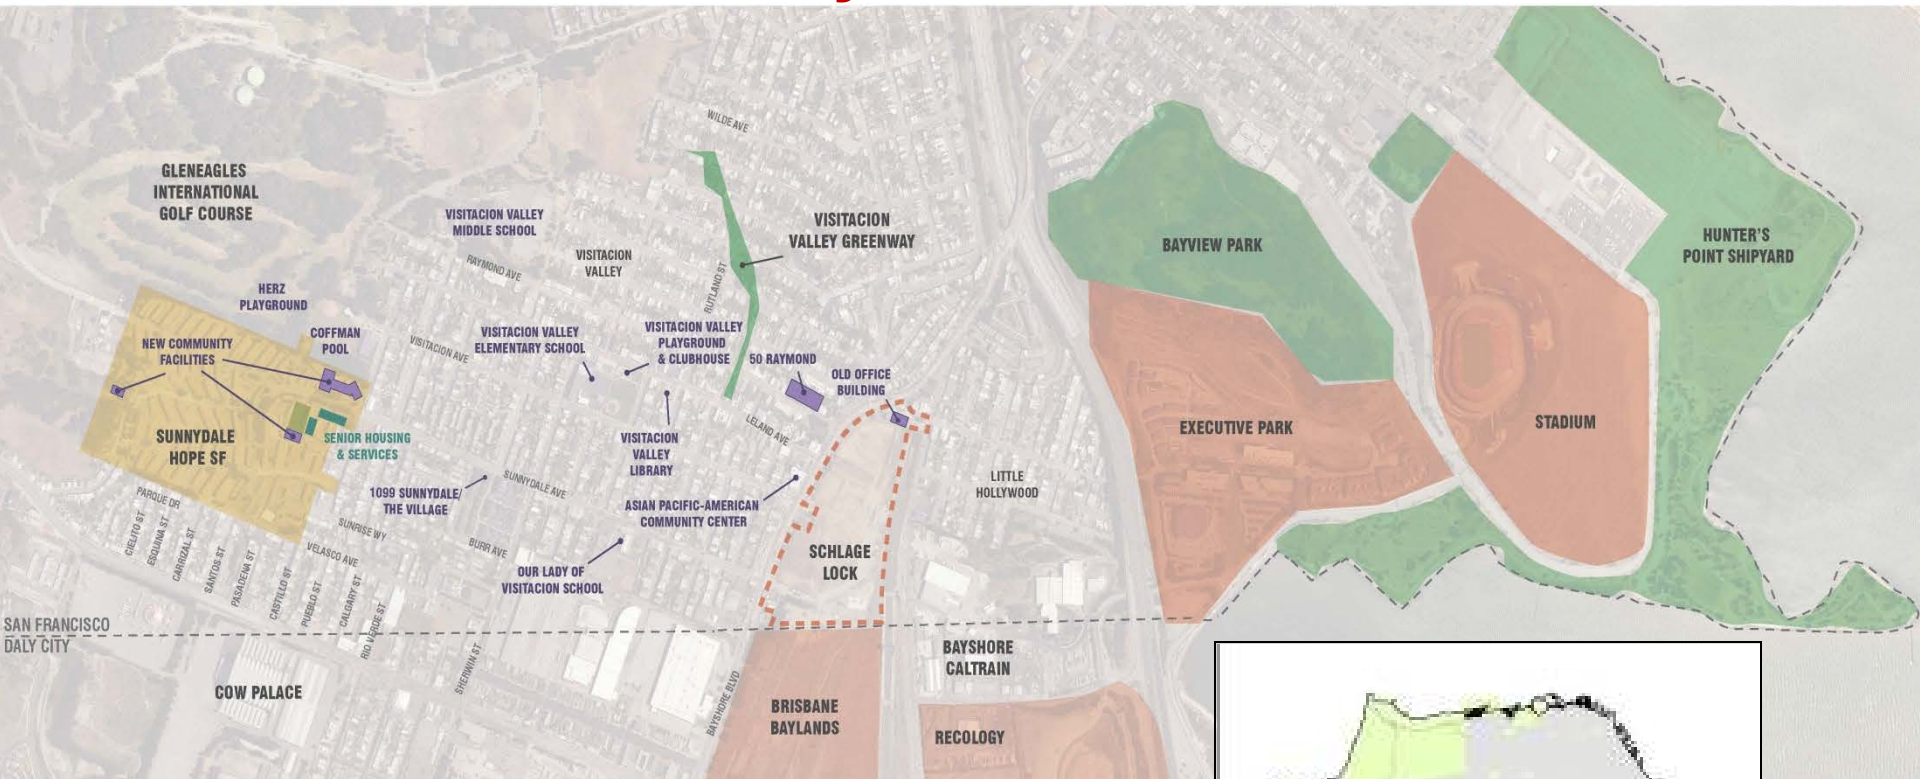 WILDE AVE
GLENEAGLES
INTERNATIONAL
GOLF COURSE
VISITACION VALLEY
MIDDLE SCHOOL
VISITACION
VALLEY GREENWAY
BAYVIEW PARK
HUNTER'S
POINT SHIPYARD
VISITACION
VALLEY
RAYMOND AVE
RUTLAND ST
HERZ
PLAYGROUND
COFFMAN
POOL
NEW COMMUNITY
FACILITIES
VISITACION AVE
VISITACION VALLEY
ELEMENTARY SCHOOL
VISITACION VALLEY
PLAYGROUND
& CLUBHOUSE
50 RAYMOND
OLD OFFICE
BUILDING
SUNNYDALE
HOPE SF
SENIOR HOUSING
& SERVICES
LELAND AVE
EXECUTIVE PARK
STADIUM
VISITACION
VALLEY
LIBRARY
1099 SUNNYDALE/
THE VILLAGE
SUNNYDALE AVE
LITTLE
HOLLYWOOD
ASIAN PACIFIC-AMERICAN
COMMUNITY CENTER
PARQUE DR
CIELITO ST
ESQUINA ST
CARRIZAL ST
SANTOS ST
PASADENA ST
CASTILLO ST
PUEBLO ST
CALGARY ST
RIO VERDE ST
SUNRISE WY
VELASCO AVE
BURR AVE
OUR LADY OF
VISITACION SCHOOL
SCHLAGE
LOCK
SAN FRANCISCO
DALY CITY
COW PALACE
SHERWIN ST
BAYSHORE BLVD
BAYSHORE
CALTRAIN
BRISBANE
BAYLANDS
RECOLOGY